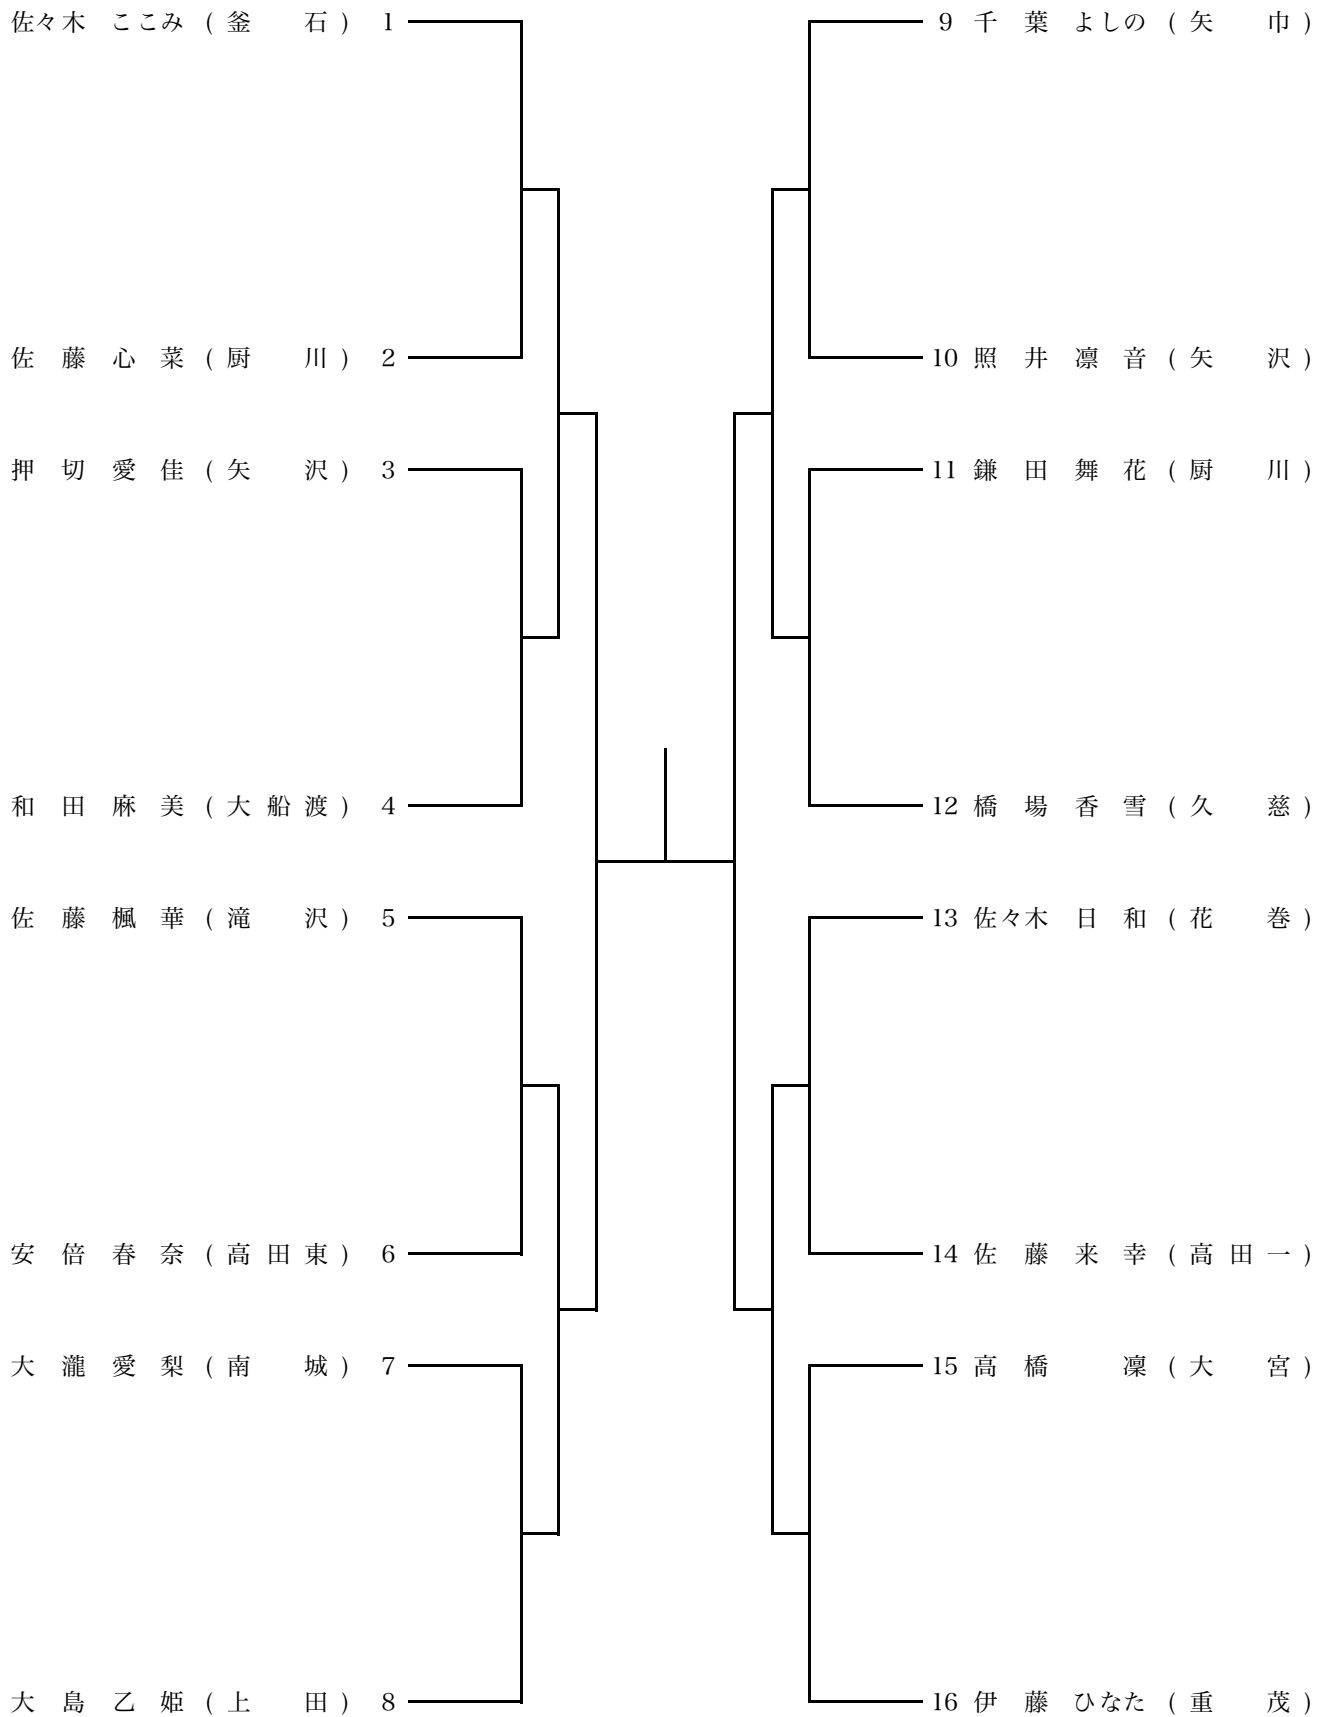 佐々木 ここみ (釜 石) 1
佐 藤 心 菜 (厨 川) 2
押 切 愛 佳 (矢 沢) 3
和 田 麻 美 (大 船 渡) 4
佐 藤 楓 華 (滝 沢) 5
安 倍 春 奈 (高 田 東) 6
大 瀧 愛 梨 (南 城) 7
大 島 乙 姫 (上 田) 8
9 千 葉 よしの (矢 巾)
10 照 井 凛 音 (矢 沢)
11 鎌 田 舞 花 (厨 川)
12 橋 場 香 雪 (久 慈)
13 佐々木 日 和 (花 巻)
14 佐 藤 来 幸 (高 田 一)
15 高 橋 凜 (大 宮)
16 伊 藤 ひなた (重 茂)